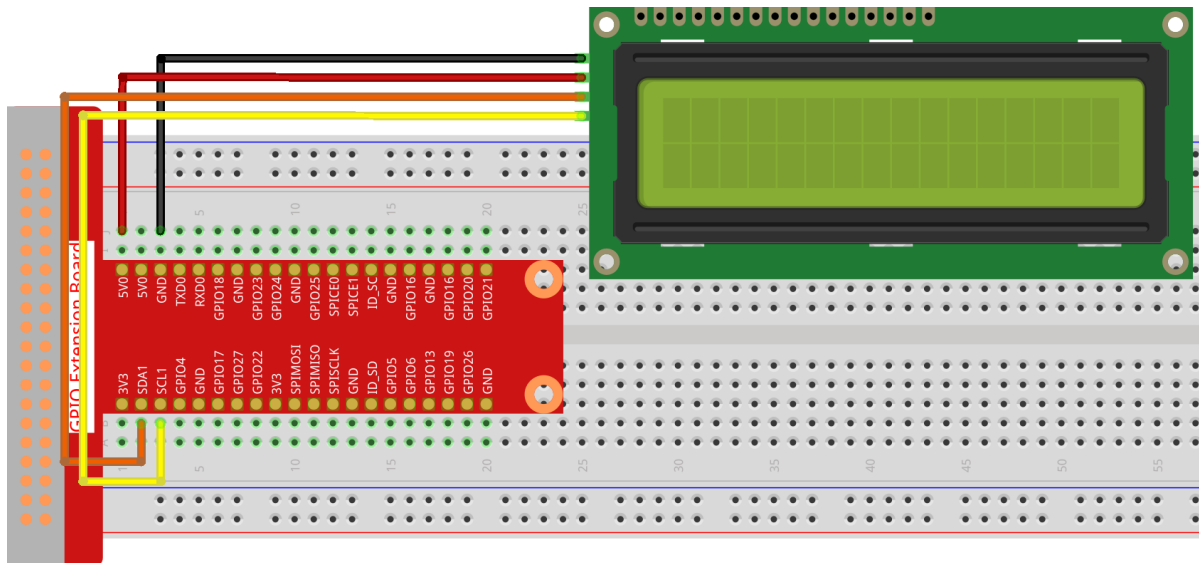 5
10
15
20
25
J
I
5V0
5V0
GND
TXD0
RXD0
GPIO18
GND
GPIO23
GPIO24
GND
GPIO25
SPICE0
SPICE1
ID_SC
GND
GPIO16
GND
GPIO16
GPIO20
GPIO21
GPIO Extension Board
3V3
SDA1
SCL1
GPIO4
GND
GPIO17
GPIO27
GPIO22
3V3
SPIMOSI
SPIMISO
SPISCLK
GND
ID_SD
GPIO5
GPIO6
GPIO13
GPIO19
GPIO26
GND
B
A
1
5
10
15
20
25
30
35
40
45
50
55